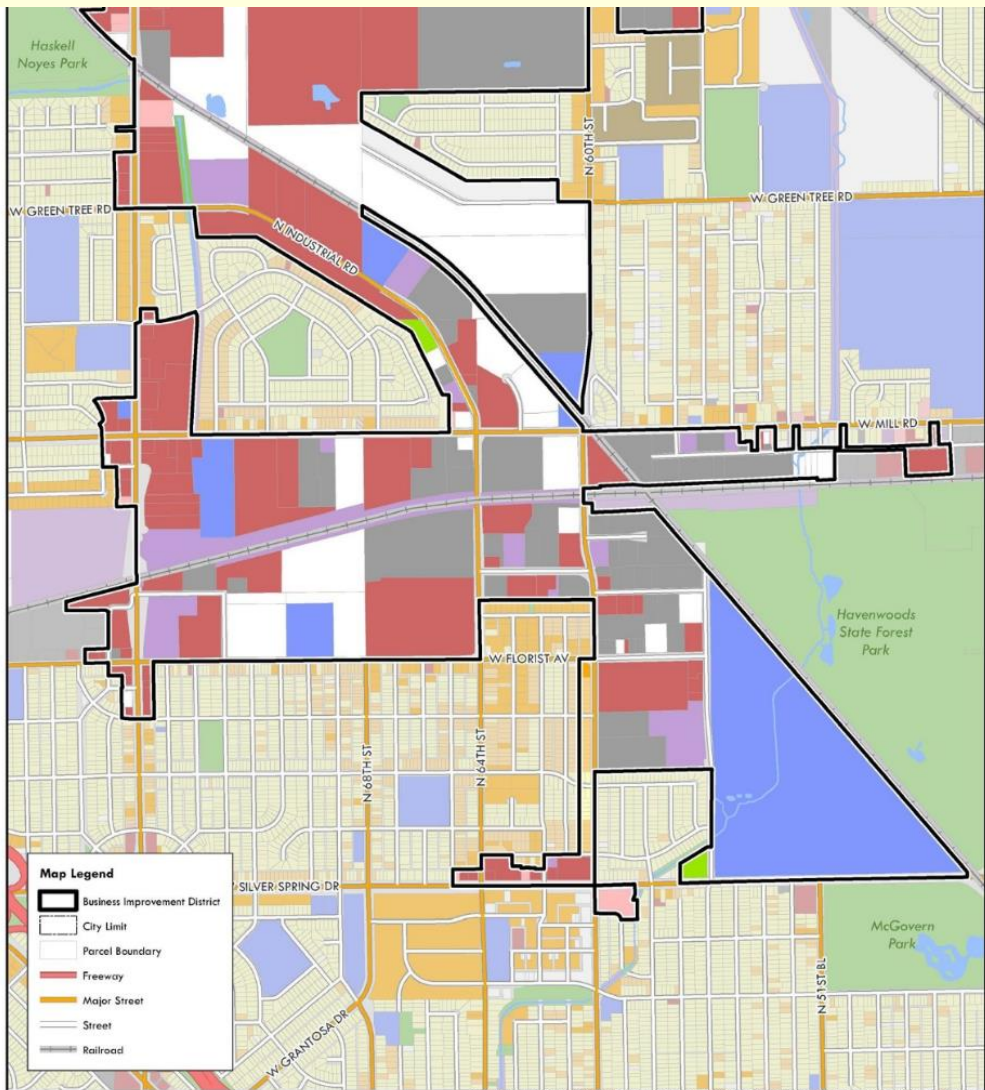 Haskell
Noyes Park
N 60TH ST
W GREEN TREE RD
W GREEN TREE RD
N INDUSTRIAL RD
W MILL RD
Havenwoods
State Forest
Park
W FLORIST AV
N 68TH ST
N 64TH ST
SILVER SPRING DR
McGovern
Park
N 51ST BL
W GRANTOSA DR
Map Legend
Business Improvement District
City Limit
Parcel Boundary
Freeway
Major Street
Street
Railroad